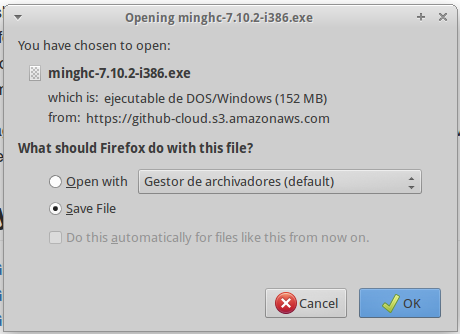 Opening minghc-7.10.2-i386.exe
You have chosen to open:
minghc-7.10.2-i386.exe
which is: ejecutable de DOS/Windows (152 MB)
from: https://github-cloud.s3.amazonaws.com
What should Firefox do with this file?
Open with Gestor de archivadores (default)
Save File
Do this automatically for files like this from now on.
Cancel OK